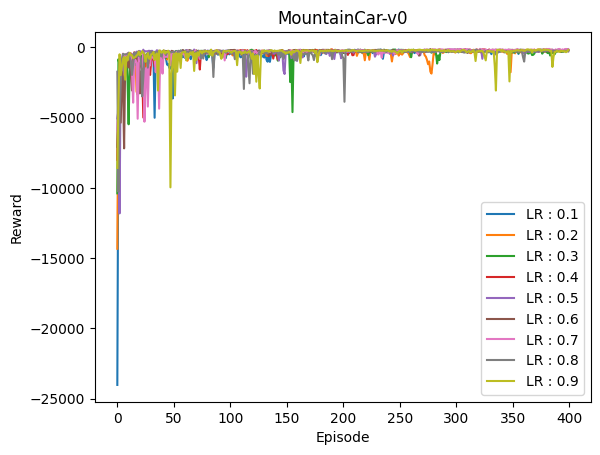 MountainCar-v0
Reward
0
−5000
−10000
−15000
−20000
−25000
0 50 100 150 200 250 300 350 400
Episode
LR : 0.1
LR : 0.2
LR : 0.3
LR : 0.4
LR : 0.5
LR : 0.6
LR : 0.7
LR : 0.8
LR : 0.9